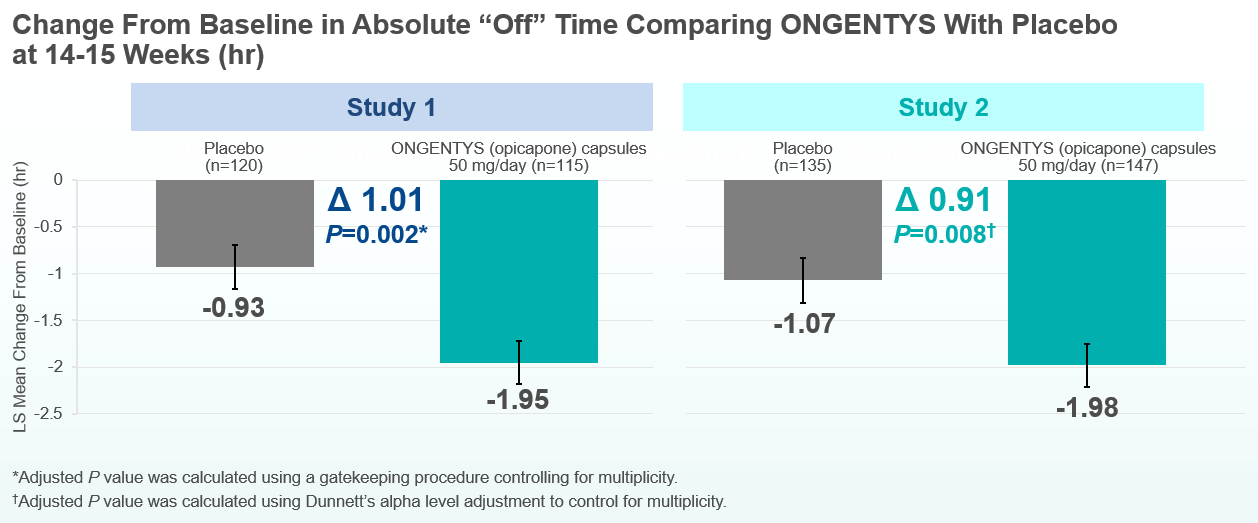 Change From Baseline in Absolute “Off” Time Comparing ONGENTYS With Placebo
at 14-15 Weeks (hr)
Study 1
Study 2
Placebo
(n=120)
ONGENTYS (opicapone) capsules
50 mg/day (n=115)
Placebo
(n=135)
ONGENTYS (opicapone) capsules
50 mg/day (n=147)
LS Mean Change From Baseline (hr)
0
-0.5
-1
-1.5
-2
-2.5
Δ 1.01
P=0.002*
-0.93
-1.95
Δ 0.91
P=0.008†
-1.07
-1.98
*Adjusted P value was calculated using a gatekeeping procedure controlling for multiplicity.
†Adjusted P value was calculated using Dunnett’s alpha level adjustment to control for multiplicity.